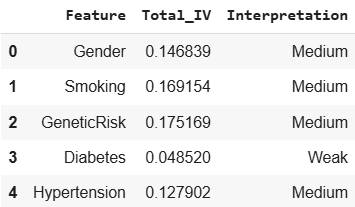 Feature Total_IV Interpretation
0 Gender 0.146839 Medium
1 Smoking 0.169154 Medium
2 GeneticRisk 0.175169 Medium
3 Diabetes 0.048520 Weak
4 Hypertension 0.127902 Medium